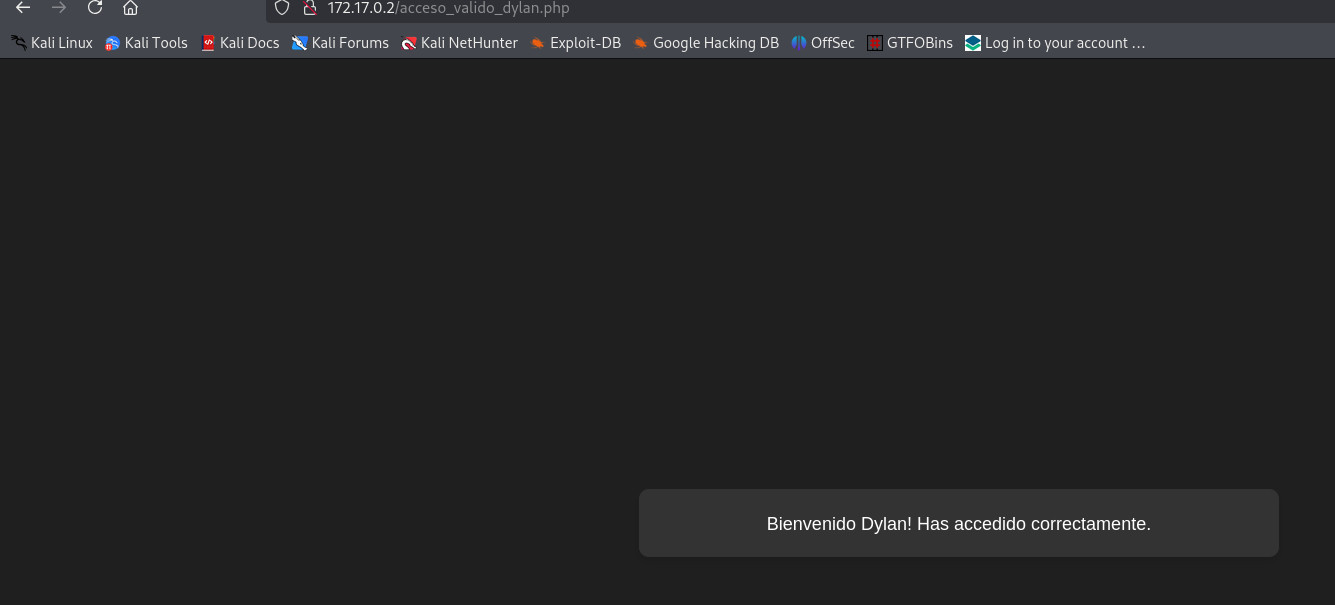 172.17.0.2/acceso_valido_dylan.php
Kali Linux Kali Tools Kali Docs Kali Forums Kali NetHunter Exploit-DB Google Hacking DB OffSec GTFOBins Log in to your account …
Bienvenido Dylan! Has accedido correctamente.